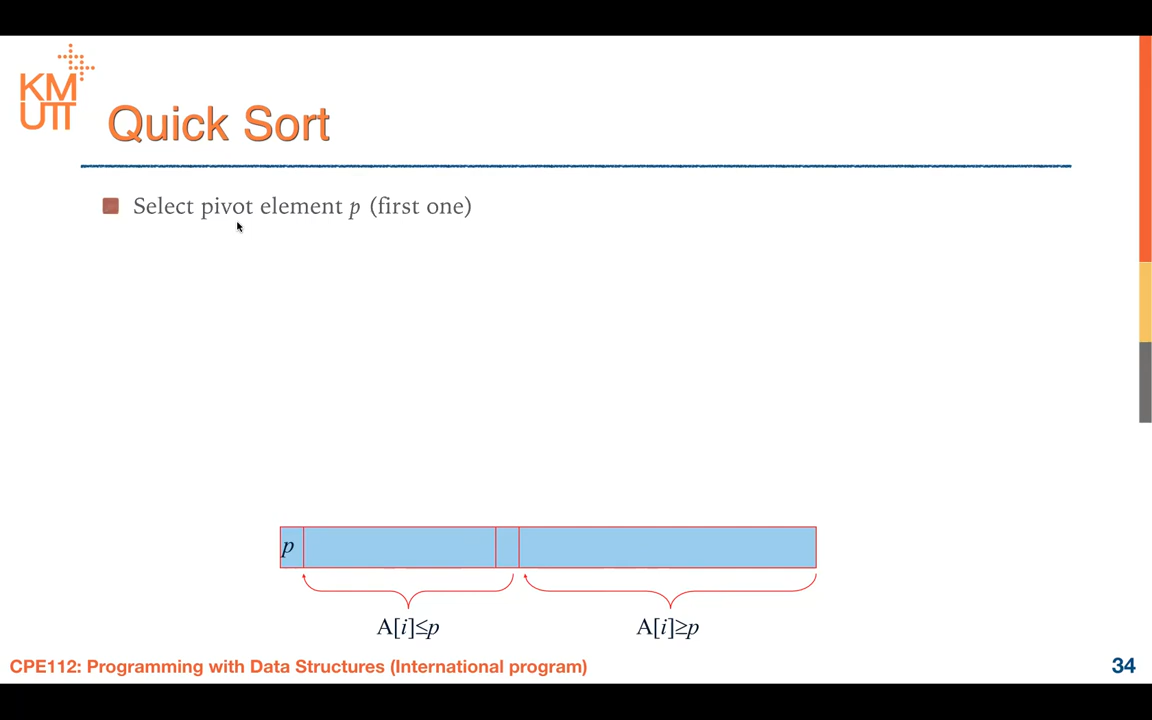 KM
UTT
Quick Sort
Select pivot element p (first one)
p
A[i]≤p
A[i]≥p
CPE112: Programming with Data Structures (International program)
34